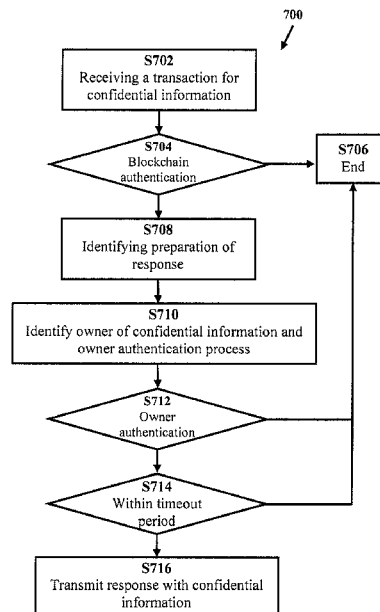 700
S702
Receiving a transaction for
confidential information
S704
Blockchain
authentication
S706
End
S708
Identifying preparation of
response
S710
Identify owner of confidential information and
owner authentication process
S712
Owner
authentication
S714
Within timeout
period
S716
Transmit response with confidential
information